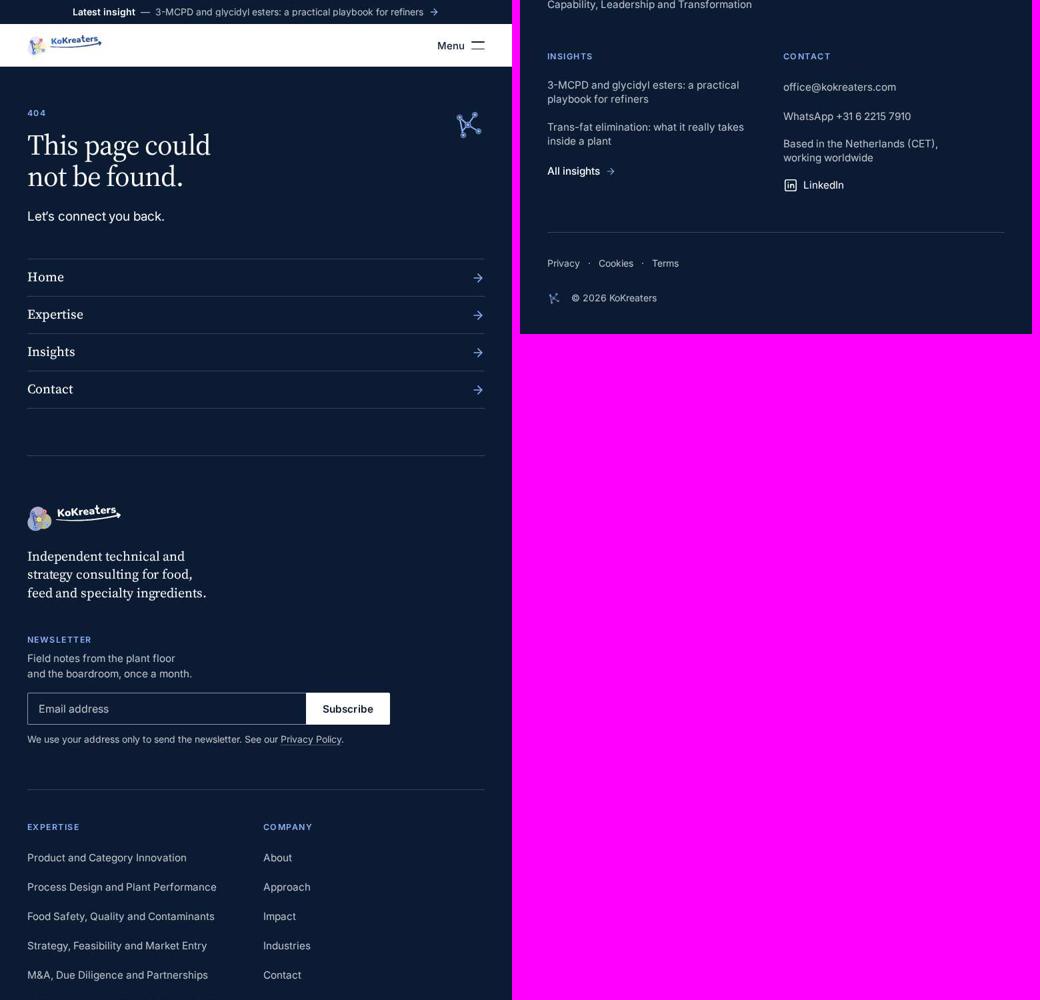 Latest insight — 3-MCPD and glycidyl esters: a practical playbook for refiners →
KoKreaters
Menu
404
This page could
not be found.
Let's connect you back.
Home →
Expertise →
Insights →
Contact →
KoKreaters
Independent technical and
strategy consulting for food,
feed and specialty ingredients.
NEWSLETTER
Field notes from the plant floor
and the boardroom, once a month.
Email address
Subscribe
We use your address only to send the newsletter. See our Privacy Policy.
EXPERTISE
Product and Category Innovation
Process Design and Plant Performance
Food Safety, Quality and Contaminants
Strategy, Feasibility and Market Entry
M&A, Due Diligence and Partnerships
COMPANY
About
Approach
Impact
Industries
Contact
Capability, Leadership and Transformation
INSIGHTS
3-MCPD and glycidyl esters: a practical
playbook for refiners
Trans-fat elimination: what it really takes
inside a plant
All insights →
CONTACT
office@kokreaters.com
WhatsApp +31 6 2215 7910
Based in the Netherlands (CET),
working worldwide
in LinkedIn
Privacy · Cookies · Terms
© 2026 KoKreaters